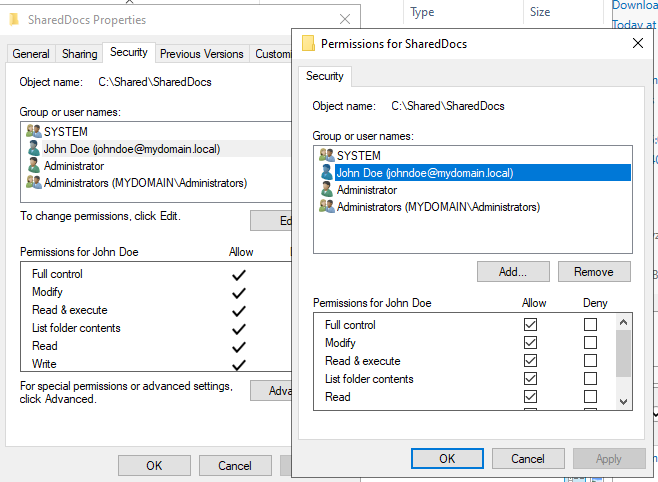 Type
Size
Downloa
Today at
SharedDocs Properties
General
Sharing
Security
Previous Versions
Customi
Object name: C:\Shared\SharedDocs
Group or user names:
SYSTEM
John Doe (johndoe@mydomain.local)
Administrator
Administrators (MYDOMAIN\Administrators)
To change permissions, click Edit.
Ed
Permissions for John Doe
Allow
Full control
Modify
Read & execute
List folder contents
Read
Write
For special permissions or advanced settings,
click Advanced.
Adva
OK
Cancel
Permissions for SharedDocs
Security
Object name: C:\Shared\SharedDocs
Group or user names:
SYSTEM
John Doe (johndoe@mydomain.local)
Administrator
Administrators (MYDOMAIN\Administrators)
Add...
Remove
Permissions for John Doe
Allow
Deny
Full control
Modify
Read & execute
List folder contents
Read
OK
Cancel
Apply